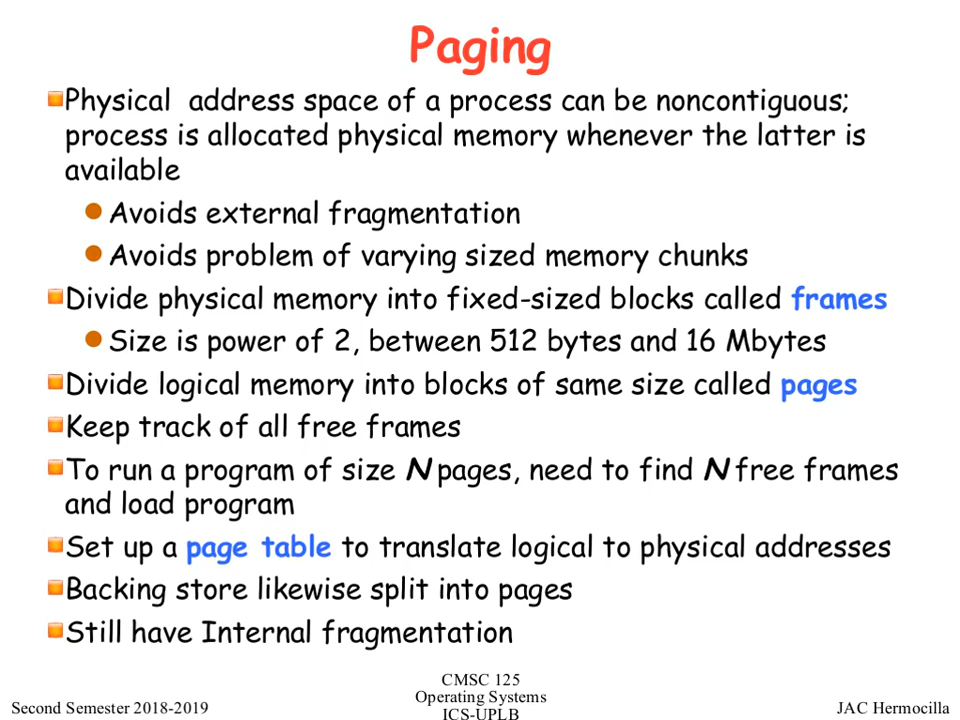 Paging
Physical address space of a process can be noncontiguous;
process is allocated physical memory whenever the latter is
available
Avoids external fragmentation
Avoids problem of varying sized memory chunks
Divide physical memory into fixed-sized blocks called frames
Size is power of 2, between 512 bytes and 16 Mbytes
Divide logical memory into blocks of same size called pages
Keep track of all free frames
To run a program of size N pages, need to find N free frames
and load program
Set up a page table to translate logical to physical addresses
Backing store likewise split into pages
Still have Internal fragmentation
Second Semester 2018-2019
CMSC 125
Operating Systems
ICS-UPLB
JAC Hermocilla